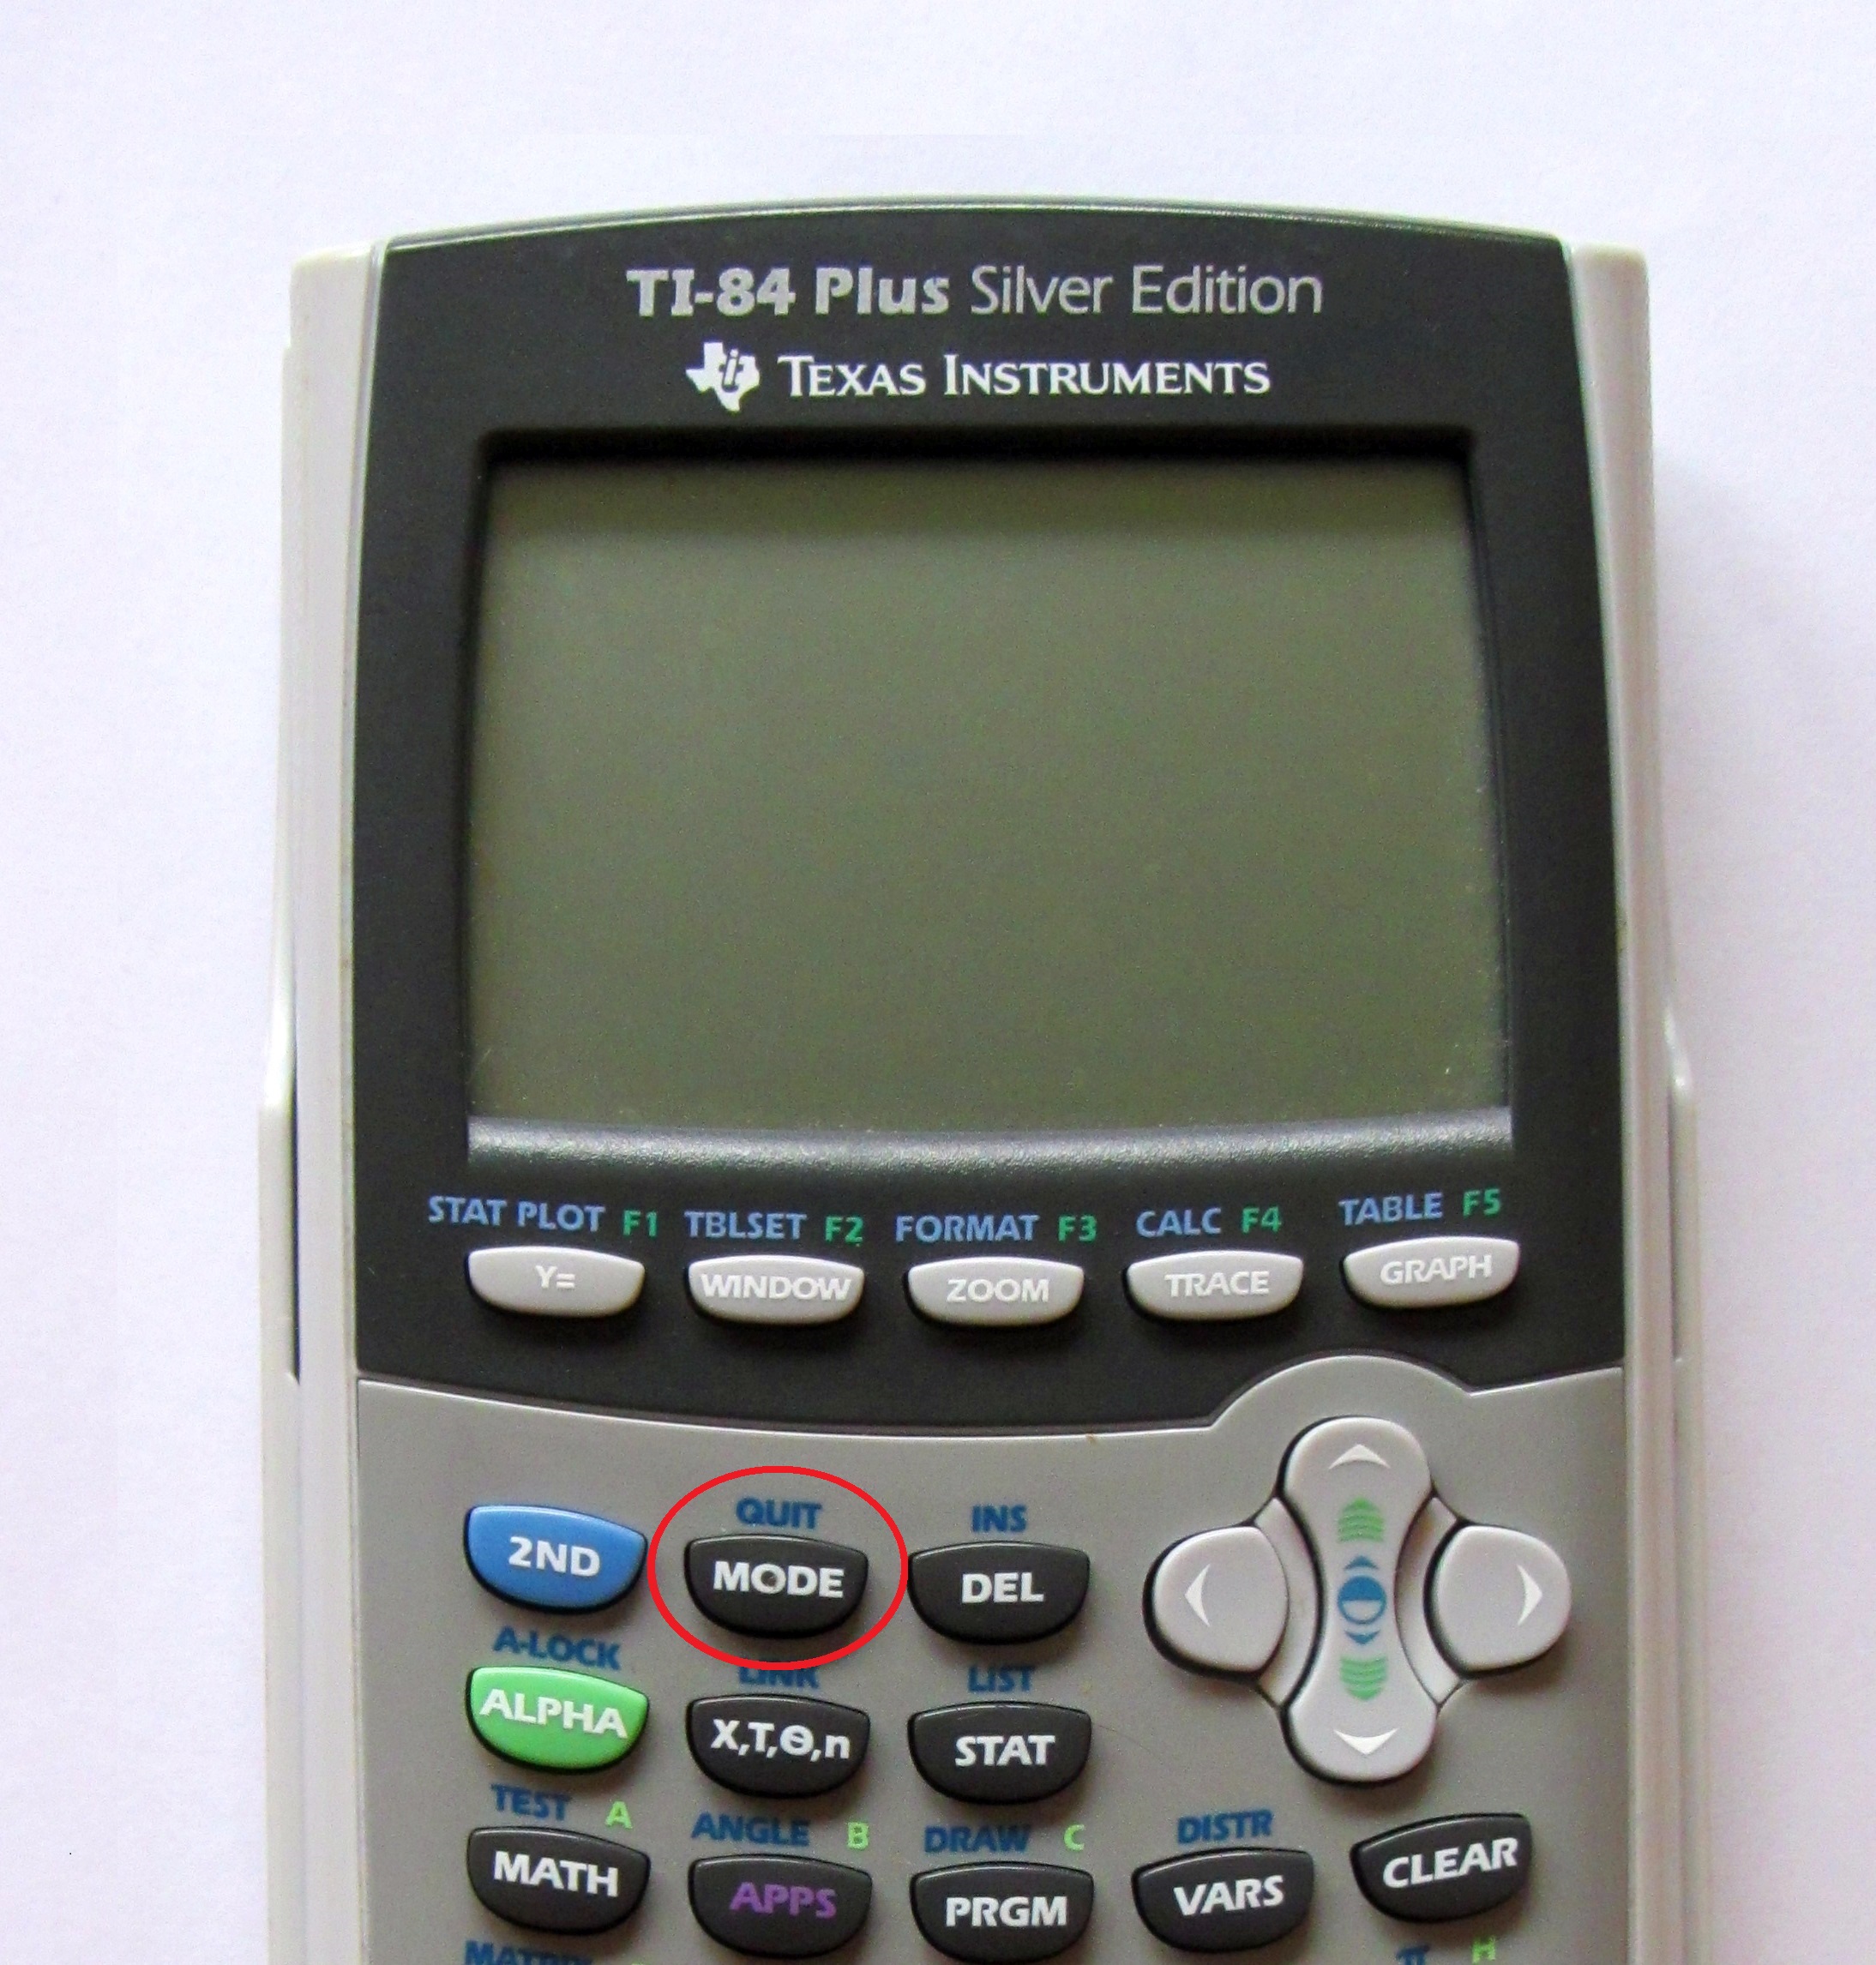 TI-84 Plus Silver Edition
TEXAS INSTRUMENTS
STAT PLOT F1 TBLSET F2 FORMAT F3 CALC F4 TABLE F5
Y= WINDOW ZOOM TRACE GRAPH
QUIT INS
2ND MODE DEL
A-LOCK LINK LIST
ALPHA X,T,Θ,n STAT
TEST A ANGLE B DRAW C DISTR
MATH APPS PRGM VARS CLEAR
MATRIX π H